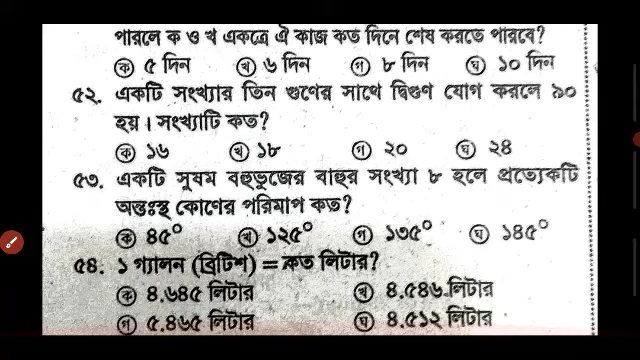 পারলে ক ও খ একত্রে ঐ কাজ কত দিনে শেষ করতে পারবে?
ক ৫ দিন খ ৬ দিন গ ৮ দিন ঘ ১০ দিন
৫২. একটি সংখ্যার তিন গুণের সাথে দ্বিগুণ যোগ করলে ৯০
হয়। সংখ্যাটি কত?
ক ১৬ খ ১৮ গ ২০ ঘ ২৪
৫৩. একটি সুষম বহুভুজের বাহুর সংখ্যা ৮ হলে প্রত্যেকটি
অন্তঃস্থ কোণের পরিমাপ কত?
ক ৪৫° খ ১২৫° গ ১৩৫° ঘ ১৪৫°
৫৪. ১ গ্যালন (ব্রিটিশ) = কত লিটার?
ক ৪.৬৪৫ লিটার খ ৪.৫৪৬ লিটার
গ ৫.৪৬৫ লিটার ঘ ৪.৫১২ লিটার